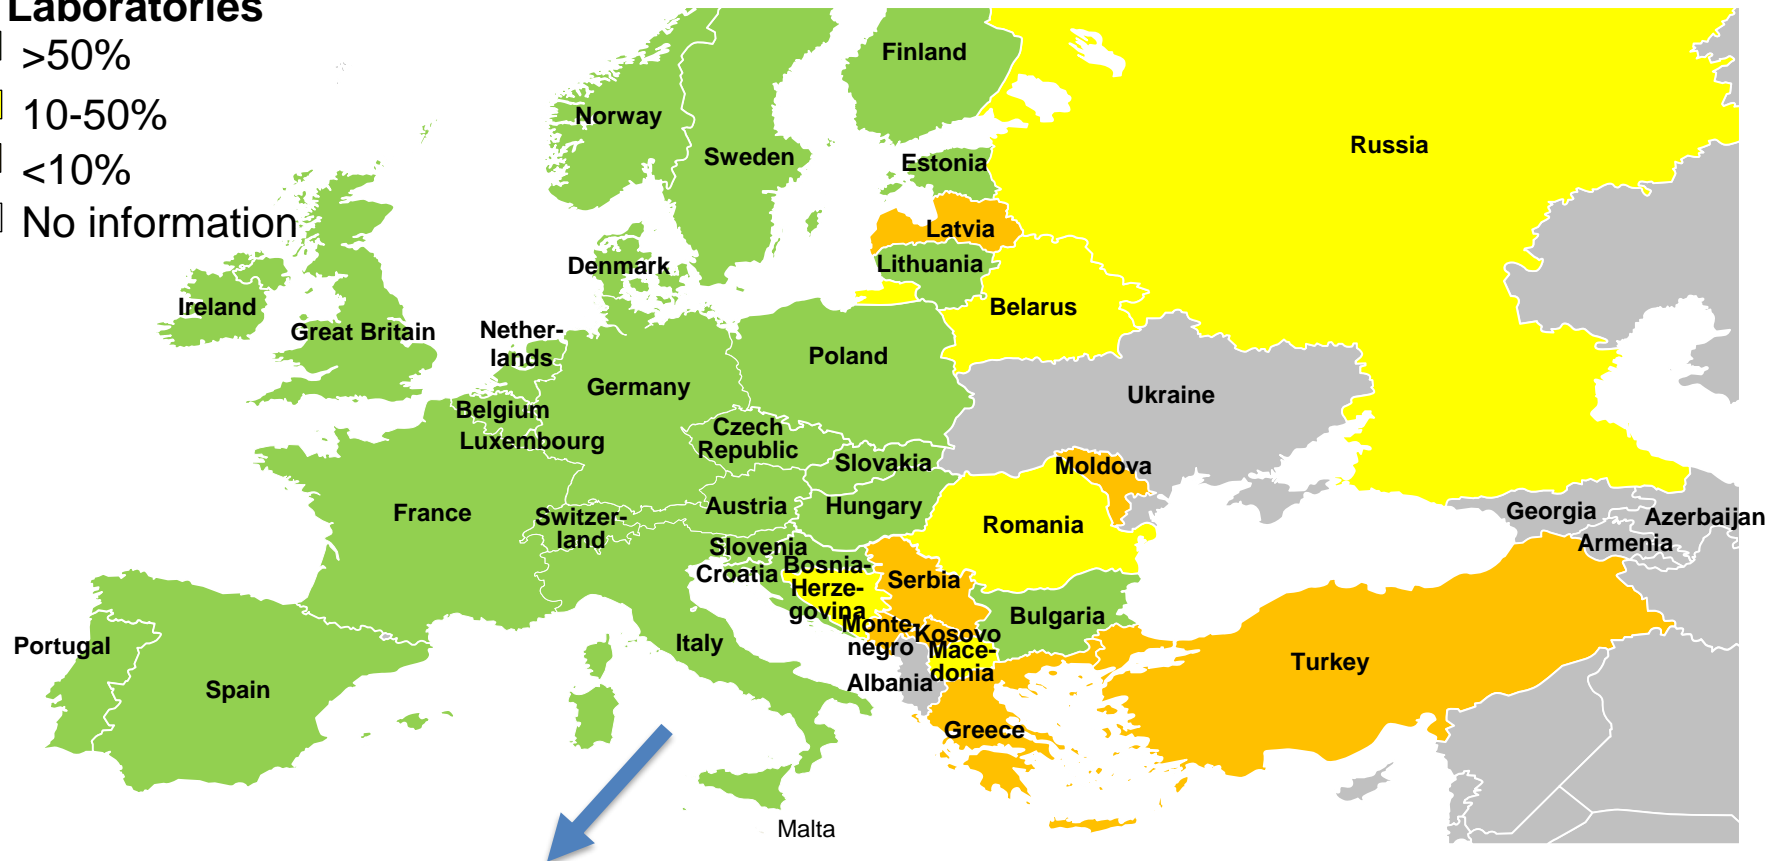 Laboratories
>50%
10-50%
<10%
No information
Finland
Norway
Sweden
Russia
Estonia
Latvia
Lithuania
Denmark
Ireland
Great Britain
Belarus
Nether-
lands
Poland
Germany
Ukraine
Belgium
Luxembourg
Czech
Republic
Slovakia
Moldova
France
Switzer-
land
Austria
Hungary
Romania
Georgia
Azerbaijan
Armenia
Slovenia
Croatia
Bosnia-
Herze-
govina
Serbia
Bulgaria
Portugal
Spain
Italy
Monte-
negro
Kosovo
Mace-
donia
Albania
Turkey
Greece
Malta